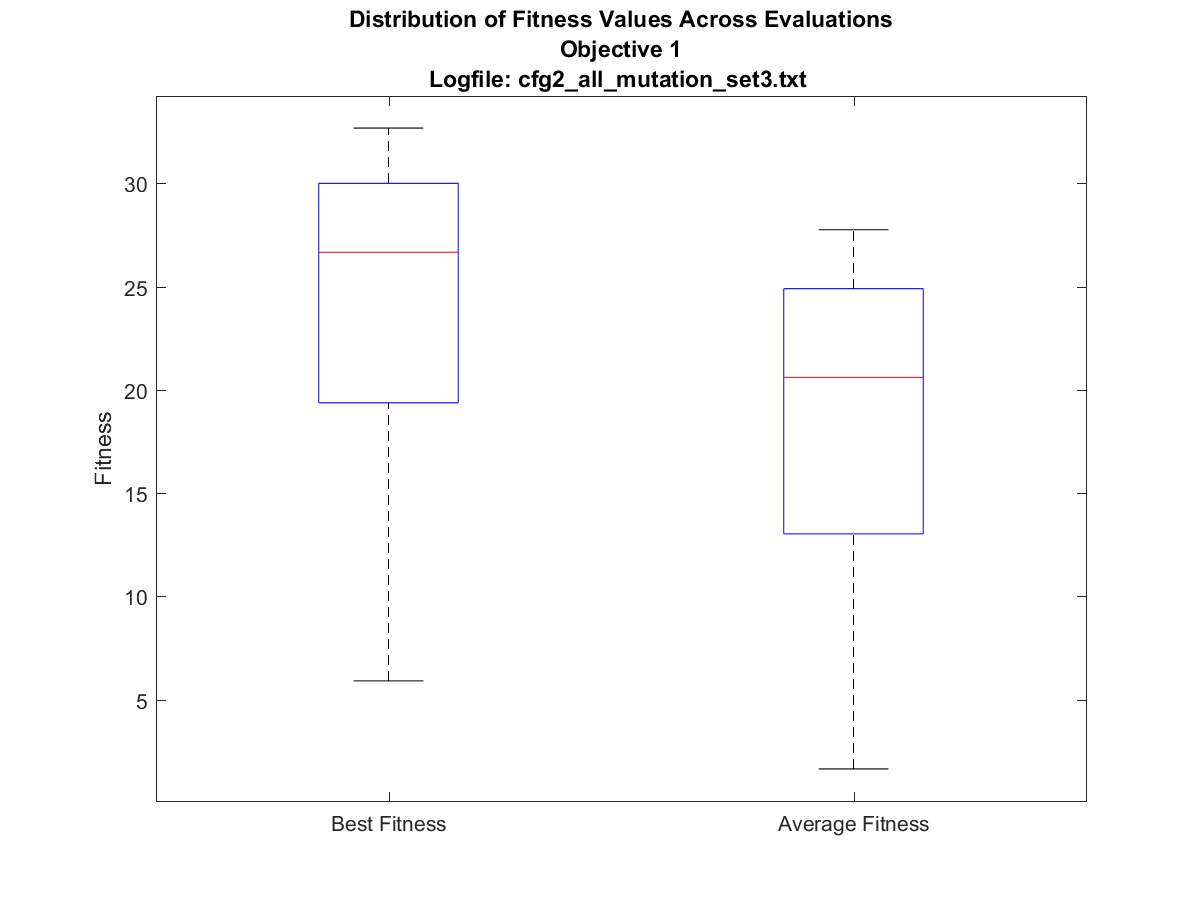 Distribution of Fitness Values Across Evaluations
Objective 1
Logfile: cfg2_all_mutation_set3.txt
30
25
20
15
10
5
Fitness
Best Fitness
Average Fitness